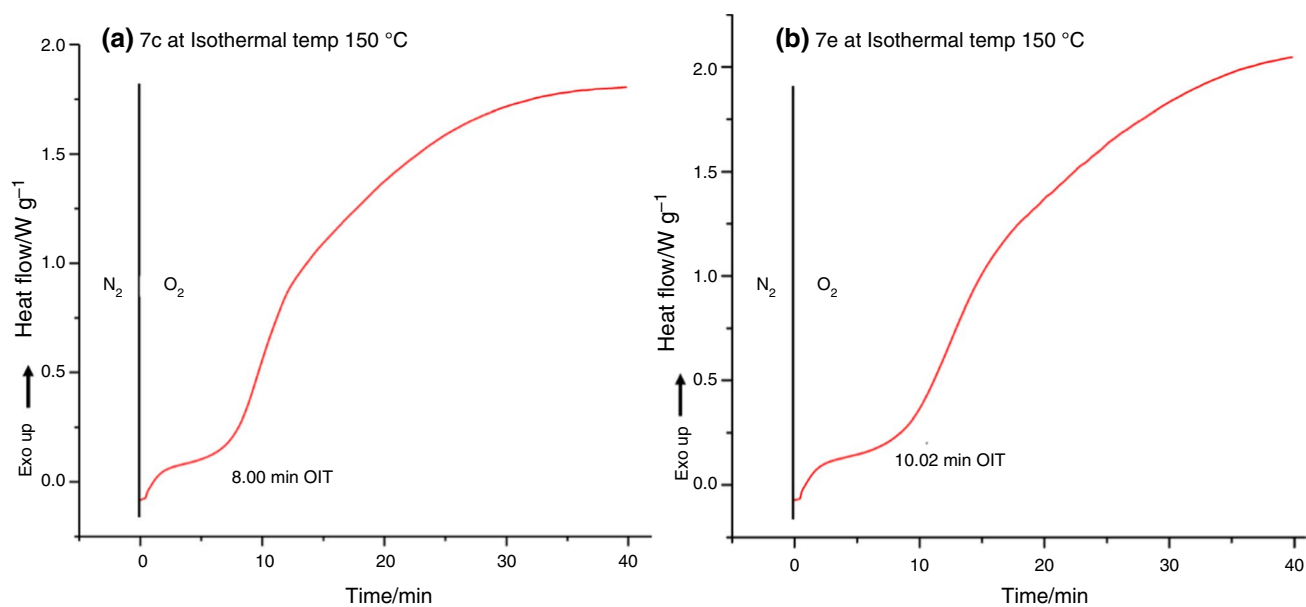 (a) 7c at Isothermal temp 150 °C
2.0
1.5
1.0
0.5
0.0
Exo up
Heat flow/W g⁻¹
N₂
O₂
8.00 min OIT
0
10
20
30
40
Time/min
(b) 7e at Isothermal temp 150 °C
2.0
1.5
1.0
0.5
0.0
Exo up
Heat flow/W g⁻¹
N₂
O₂
10.02 min OIT
0
10
20
30
40
Time/min